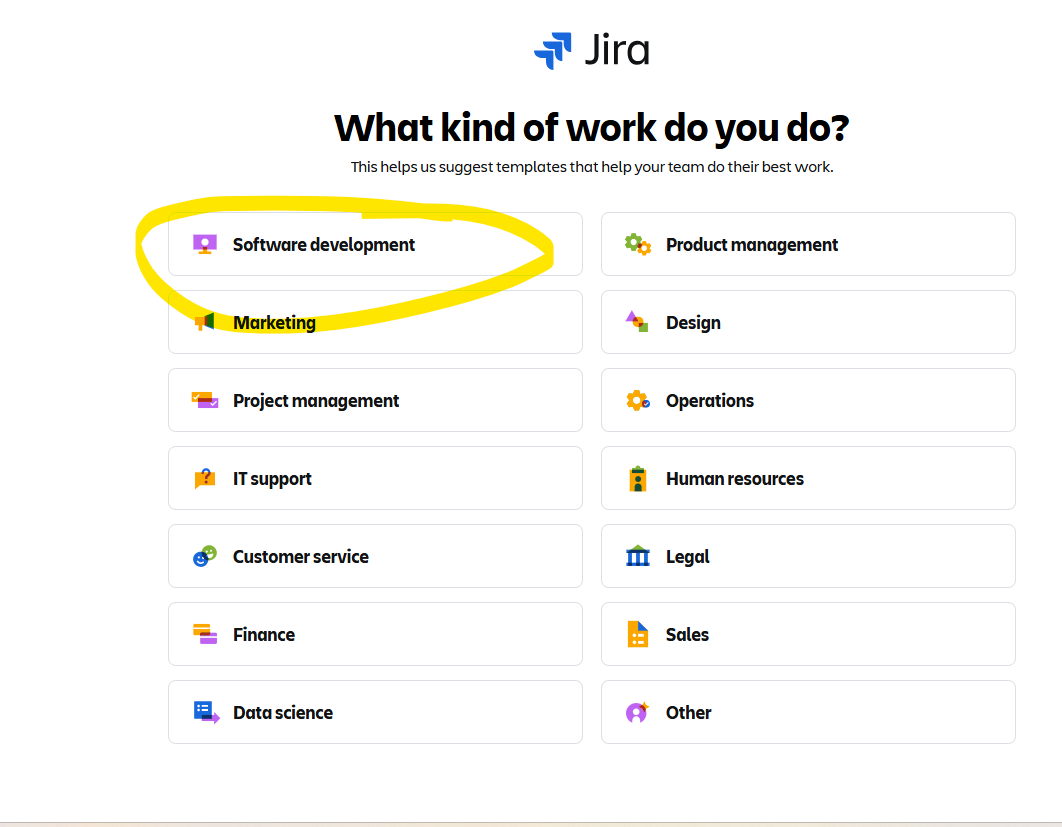 Jira
What kind of work do you do?
This helps us suggest templates that help your team do their best work.
Software development
Product management
Marketing
Design
Project management
Operations
IT support
Human resources
Customer service
Legal
Finance
Sales
Data science
Other